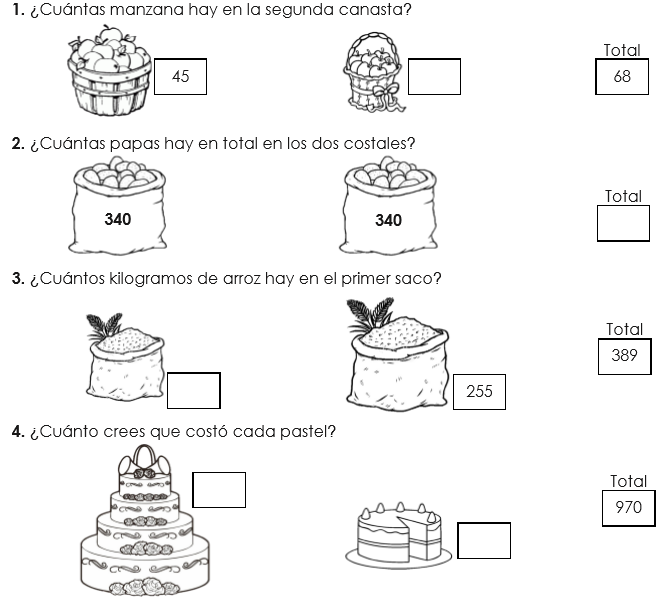 1. ¿Cuántas manzana hay en la segunda canasta?
Total
45
68
2. ¿Cuántas papas hay en total en los dos costales?
Total
340
340
3. ¿Cuántos kilogramos de arroz hay en el primer saco?
Total
389
255
4. ¿Cuánto crees que costó cada pastel?
Total
970